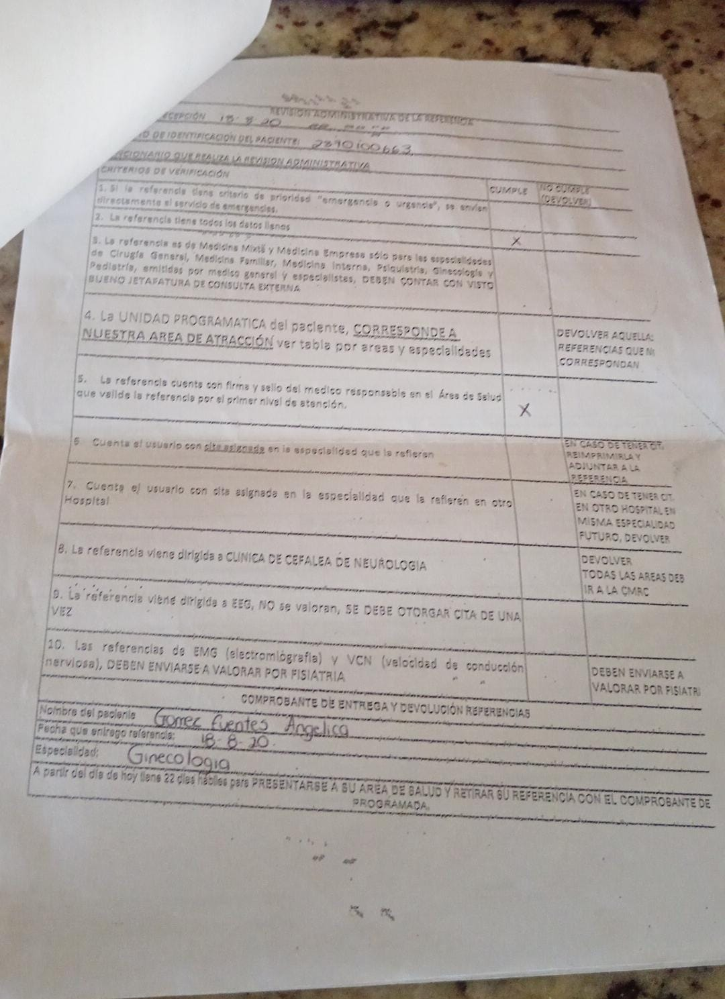 REVISIÓN ADMINISTRATIVA DE LA REFERENCIA
ECEPCIÓN 18-8-20
O DE IDENTIFICACIÓN DEL PACIENTE:
NCIONARIO QUE REALIZA LA REVISIÓN ADMINISTRATIVA
CRITERIOS DE VERIFICACIÓN
CUMPLE
NO CUMPLE
(DEVOLVER)
1. Si la referencia tiene criterio de prioridad "emergencia o urgencia", se envían
directamente al servicio de emergencias.
2. La referencia tiene todos los datos llenos
X
3. La referencia es de Medicina Mixta y Medicina Empresa sólo para las especialidades
de Cirugía General, Medicina Familiar, Medicina Interna, Psiquiatría, Ginecología y
Pediatría, emitidas por medico general y especialistas, DEBEN CONTAR CON VISTO
BUENO JETAFATURA DE CONSULTA EXTERNA
4. La UNIDAD PROGRAMATICA del paciente, CORRESPONDE A
NUESTRA AREA DE ATRACCIÓN ver tabla por areas y especialidades
DEVOLVER AQUELLA
REFERENCIAS QUE N
CORRESPONDAN
5. La referencia cuenta con firma y sello del medico responsable en el Área de Salud
que valide la referencia por el primer nivel de atención.
X
6 Cuenta el usuario con cita asignada en la especialidad que la refieren
EN CASO DE TENER CIT
REIMPRIMIRLA Y
ADJUNTAR A LA
REFERENCIA
7. Cuenta el usuario con cita asignada en la especialidad que la refieren en otro
Hospital
EN CASO DE TENER CIT
EN OTRO HOSPITAL EN
MISMA ESPECIALIDAD
FUTURO, DEVOLVER
8. La referencia viene dirigida a CLINICA DE CEFALEA DE NEUROLOGIA
DEVOLVER
TODAS LAS AREAS DEB
IR A LA CMRC
9. La referencia viene dirigida a EEG, NO se valoran, SE DEBE OTORGAR CITA DE UNA
VEZ
10. Las referencias de EMG (electromiografía) y VCN (velocidad de conducción
nerviosa), DEBEN ENVIARSE A VALORAR POR FISIATRIA
DEBEN ENVIARSE A
VALORAR POR FISIATRI
COMPROBANTE DE ENTREGA Y DEVOLUCIÓN REFERENCIAS
Nombre del paciente Gomez Fuentes Angelica
Fecha que entrego referencia: 18-8-20.
Especialidad: Ginecologia
A partir del día de hoy tiene 22 días hábiles para PRESENTARSE A SU AREA DE SALUD Y RETIRAR SU REFERENCIA CON EL COMPROBANTE DE
PROGRAMADA.